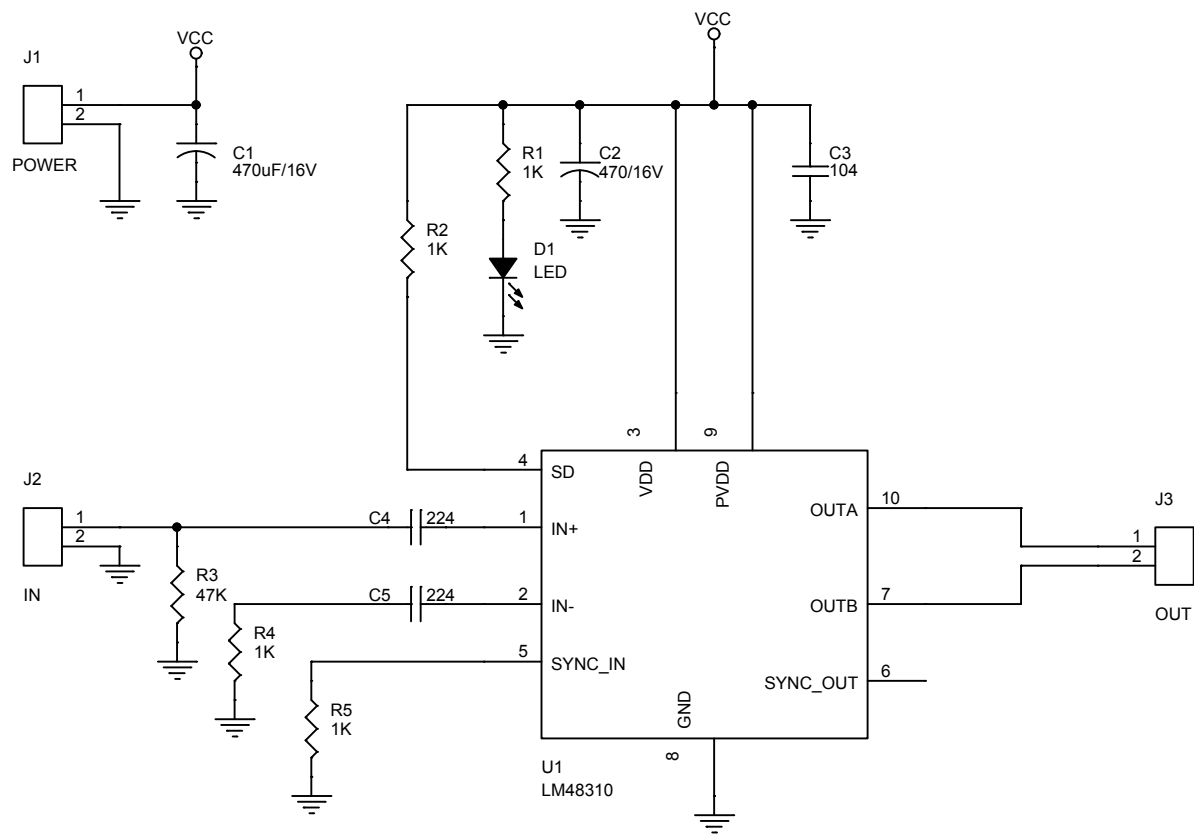 VCC
J1
1
2
POWER
C1
470uF/16V
VCC
R1
1K
C2
470/16V
C3
104
R2
1K
D1
LED
3
9
4
SD
VDD
PVDD
J2
1
2
IN
C4
224
1
IN+
R3
47K
C5
224
2
IN-
R4
1K
5
SYNC_IN
R5
1K
OUTA
10
J3
1
2
OUT
OUTB
7
SYNC_OUT
6
GND
8
U1
LM48310